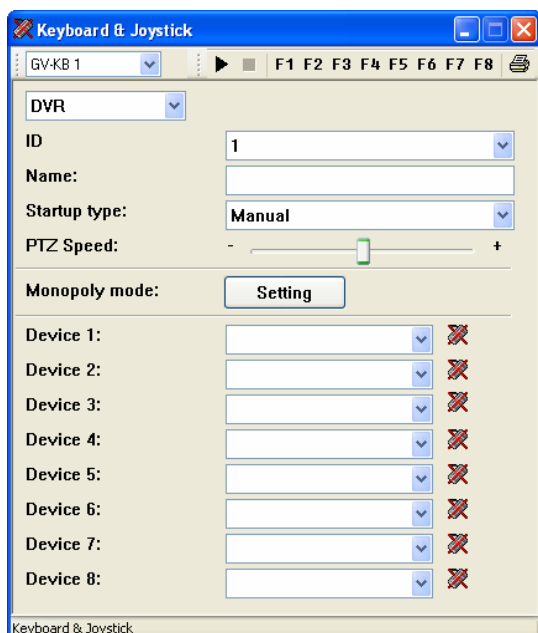 Keyboard & Joystick
GV-KB 1 F1 F2 F3 F4 F5 F6 F7 F8
DVR
ID 1
Name:
Startup type: Manual
PTZ Speed: - +
Monopoly mode: Setting
Device 1:
Device 2:
Device 3:
Device 4:
Device 5:
Device 6:
Device 7:
Device 8:
Keyboard & Joystick